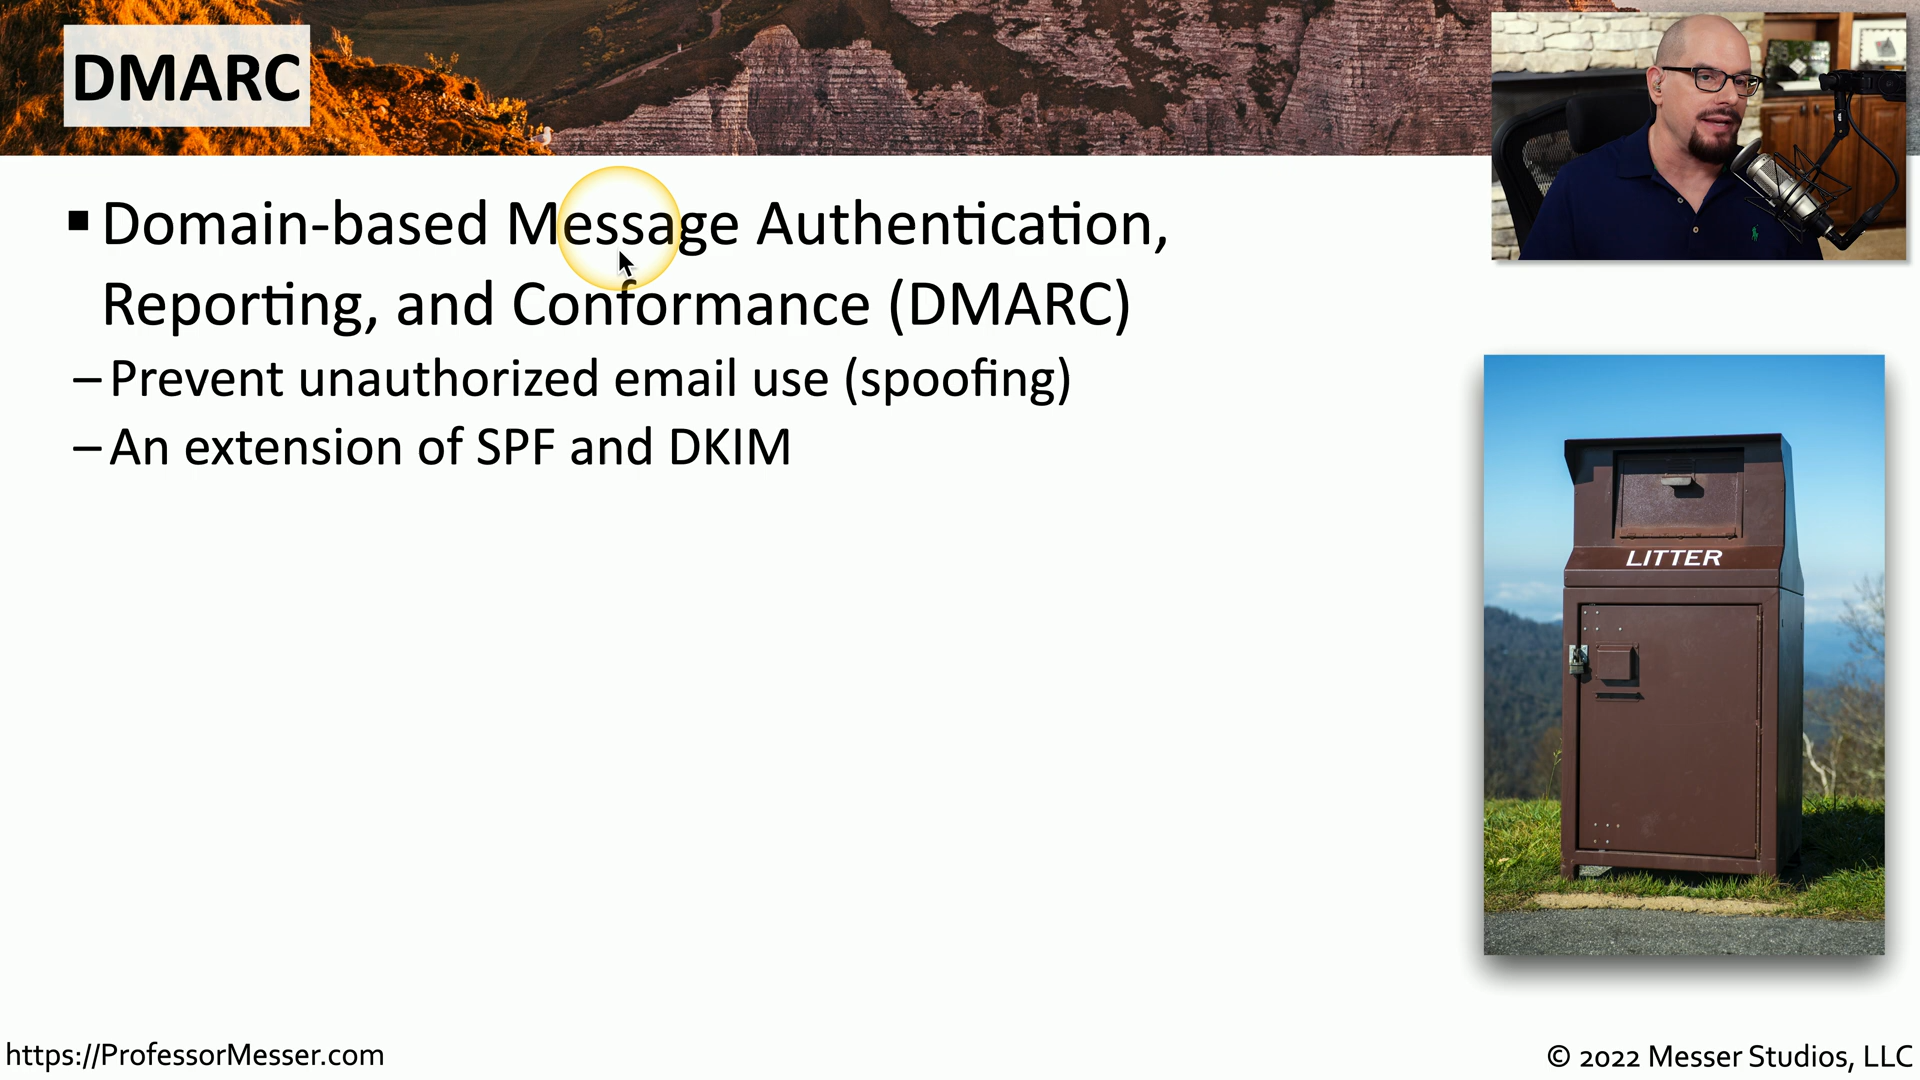 DMARC
▪ Domain-based Message Authentication,
Reporting, and Conformance (DMARC)
– Prevent unauthorized email use (spoofing)
– An extension of SPF and DKIM
LITTER
https://ProfessorMesser.com
© 2022 Messer Studios, LLC